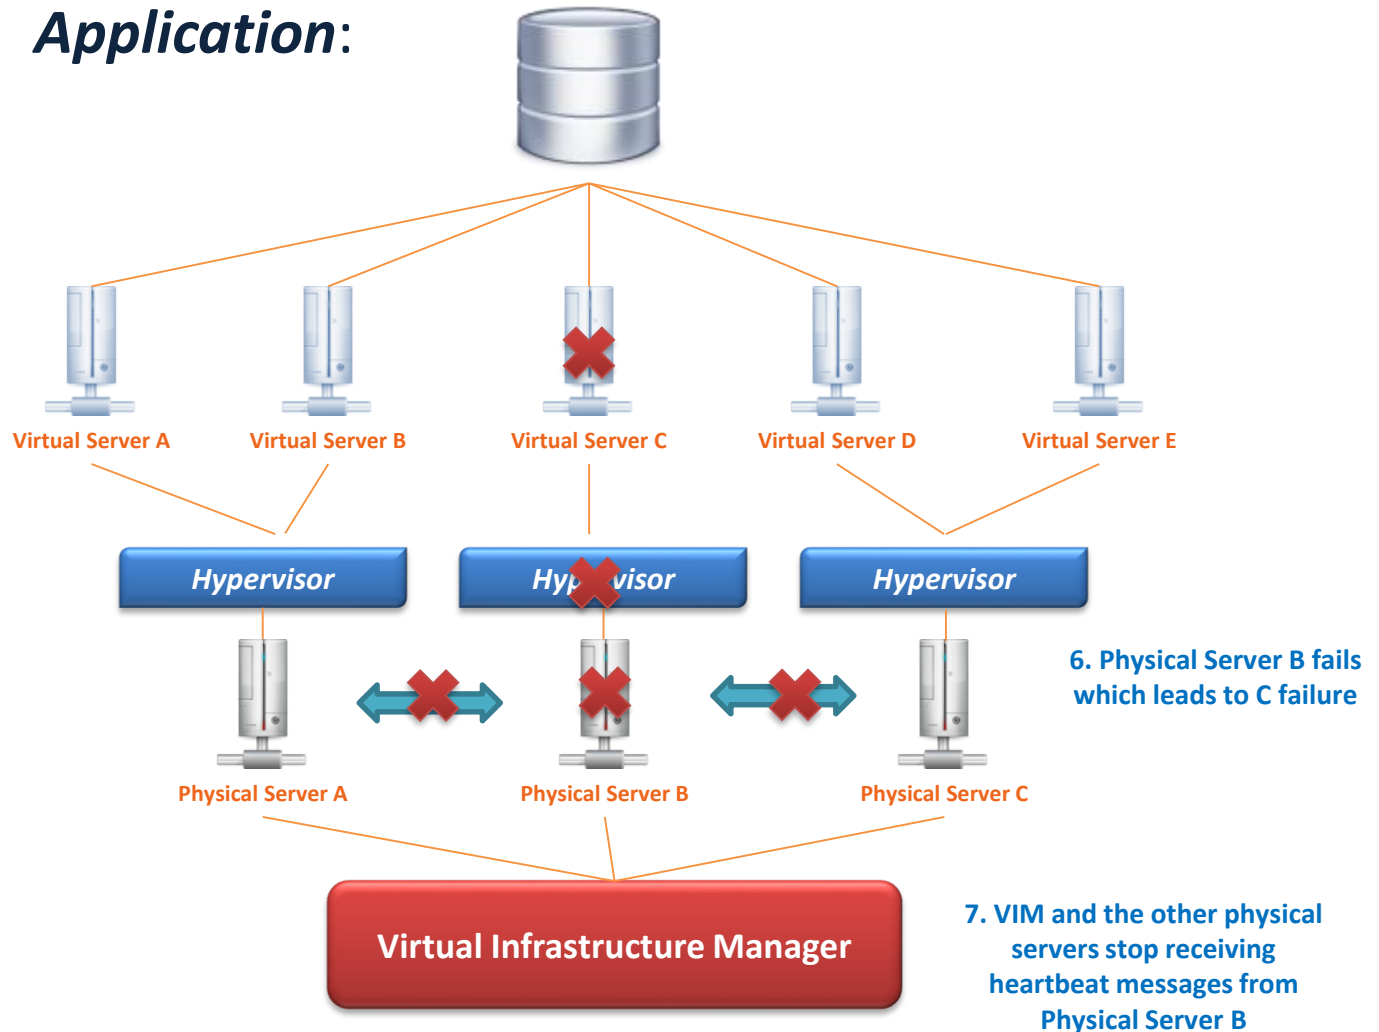 Application:
Virtual Server A
Virtual Server B
Virtual Server C
Virtual Server D
Virtual Server E
Hypervisor
Hypervisor
Hypervisor
6. Physical Server B fails
which leads to C failure
Physical Server A
Physical Server B
Physical Server C
Virtual Infrastructure Manager
7. VIM and the other physical
servers stop receiving
heartbeat messages from
Physical Server B